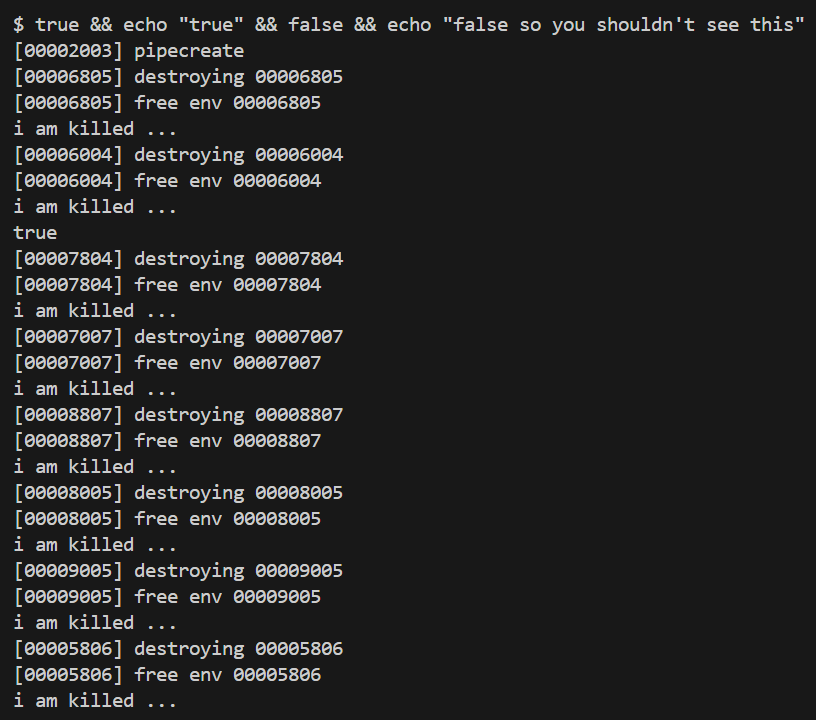 $ true && echo "true" && false && echo "false so you shouldn't see this"
[00002003] pipecreate
[00006805] destroying 00006805
[00006805] free env 00006805
i am killed ...
[00006004] destroying 00006004
[00006004] free env 00006004
i am killed ...
true
[00007804] destroying 00007804
[00007804] free env 00007804
i am killed ...
[00007007] destroying 00007007
[00007007] free env 00007007
i am killed ...
[00008807] destroying 00008807
[00008807] free env 00008807
i am killed ...
[00008005] destroying 00008005
[00008005] free env 00008005
i am killed ...
[00009005] destroying 00009005
[00009005] free env 00009005
i am killed ...
[00005806] destroying 00005806
[00005806] free env 00005806
i am killed ...